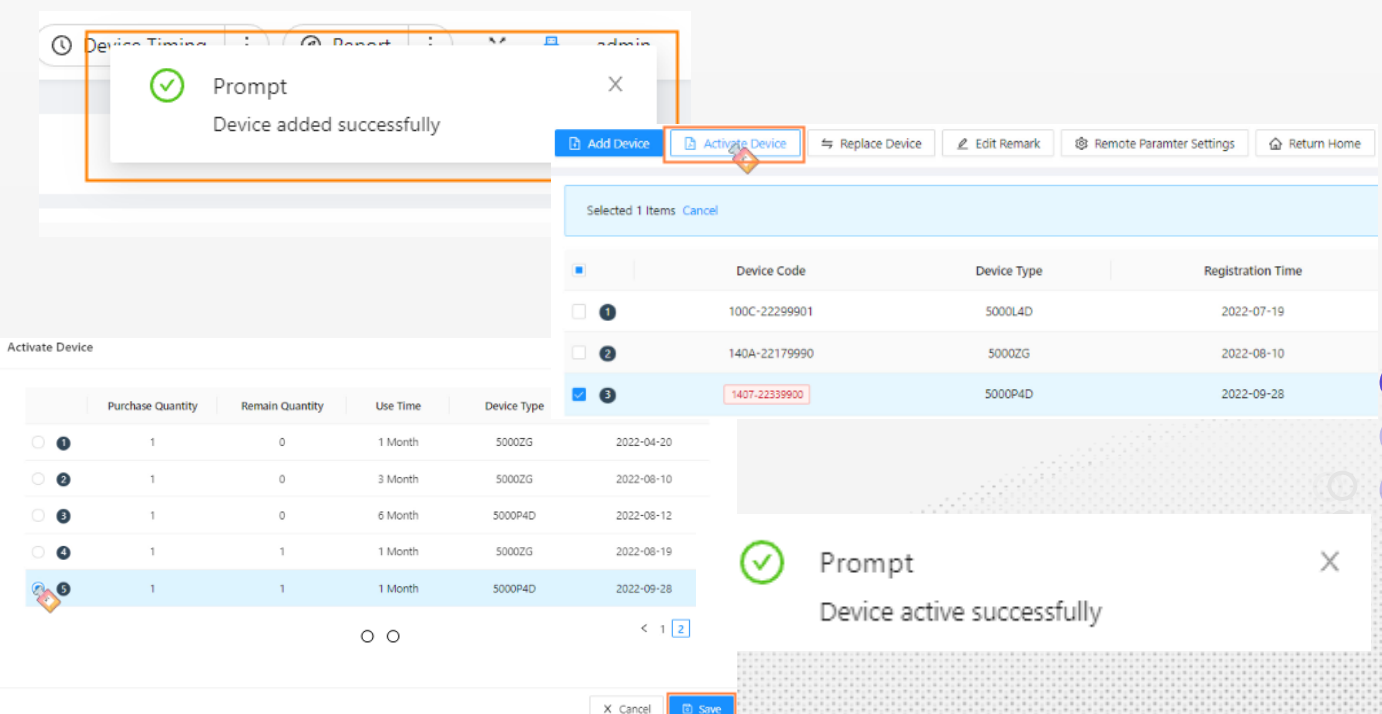 Device Timing Report admin
Prompt
Device added successfully
Add Device Activate Device Replace Device Edit Remark Remote Paramter Settings Return Home
Selected 1 Items Cancel
Device Code Device Type Registration Time
1 100C-22299901 5000L4D 2022-07-19
2 140A-22179990 5000ZG 2022-08-10
3 1407-22339900 5000P4D 2022-09-28
Activate Device
Purchase Quantity Remain Quantity Use Time Device Type
1 1 0 1 Month 5000ZG 2022-04-20
2 1 0 3 Month 5000ZG 2022-08-10
3 1 0 6 Month 5000P4D 2022-08-12
4 1 1 1 Month 5000ZG 2022-08-19
5 1 1 1 Month 5000P4D 2022-09-28
< 1 2
X Cancel Save
Prompt
Device active successfully